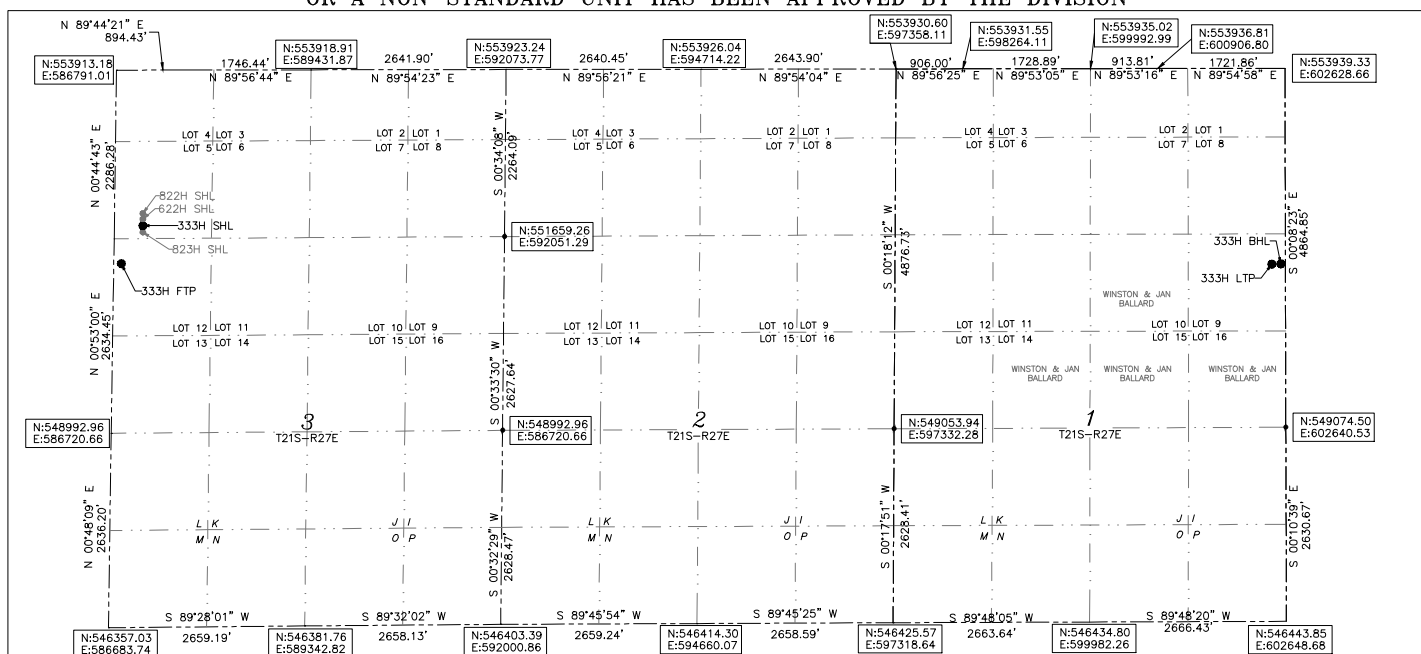 OR A NON-STANDARD UNIT HAS BEEN APPROVED BY THE DIVISION
N 89°44'21" E
894.43'
N:553913.18
E:586791.01
1746.44'
N 89°56'44" E
N:553918.91
E:589431.87
2641.90'
N 89°54'23" E
N:553923.24
E:592073.77
2640.45'
N 89°56'21" E
N:553926.04
E:594714.22
2643.90'
N 89°54'04" E
N:553930.60
E:597358.11
906.00'
N 89°56'25" E
N:553931.55
E:598264.11
1728.89'
N 89°53'05" E
N:553935.02
E:599992.99
913.81'
N 89°53'16" E
N:553936.81
E:600906.80
1721.86'
N 89°54'58" E
N:553939.33
E:602628.66
LOT 4 LOT 3
LOT 5 LOT 6
LOT 2 LOT 1
LOT 7 LOT 8
LOT 4 LOT 3
LOT 5 LOT 6
LOT 2 LOT 1
LOT 7 LOT 8
LOT 4 LOT 3
LOT 5 LOT 6
LOT 2 LOT 1
LOT 7 LOT 8
N 00°44'43" E
2286.28'
S 00°34'08" W
2264.09'
S 00°18'12" W
4876.73'
S 00°08'23" E
4864.85'
822H SHL
622H SHL
333H SHL
823H SHL
333H FTP
N:551659.26
E:592051.29
333H BHL
333H LTP
WINSTON & JAN
BALLARD
N 00°53'00" E
2634.45'
LOT 12 LOT 11
LOT 13 LOT 14
LOT 10 LOT 9
LOT 15 LOT 16
LOT 12 LOT 11
LOT 13 LOT 14
LOT 10 LOT 9
LOT 15 LOT 16
LOT 12 LOT 11
LOT 13 LOT 14
LOT 10 LOT 9
LOT 15 LOT 16
S 00°33'30" W
2627.64'
WINSTON & JAN
BALLARD
WINSTON & JAN
BALLARD
WINSTON & JAN
BALLARD
N:548992.96
E:586720.66
3
T21S-R27E
N:548992.96
E:586720.66
2
T21S-R27E
N:549053.94
E:597332.28
1
T21S-R27E
N:549074.50
E:602640.53
N 00°48'09" E
2636.20'
L K
M N
J I
O P
S 00°32'29" W
2628.47'
L K
M N
J I
O P
S 00°17'51" W
2628.41'
L K
M N
J I
O P
S 00°10'39" E
2630.67'
S 89°28'01" W
2659.19'
S 89°32'02" W
2658.13'
S 89°45'54" W
2659.24'
S 89°45'25" W
2658.59'
S 89°48'05" W
2663.64'
S 89°48'20" W
2666.43'
N:546357.03
E:586683.74
N:546381.76
E:589342.82
N:546403.39
E:592000.86
N:546414.30
E:594660.07
N:546425.57
E:597318.64
N:546434.80
E:599982.26
N:546443.85
E:602648.68